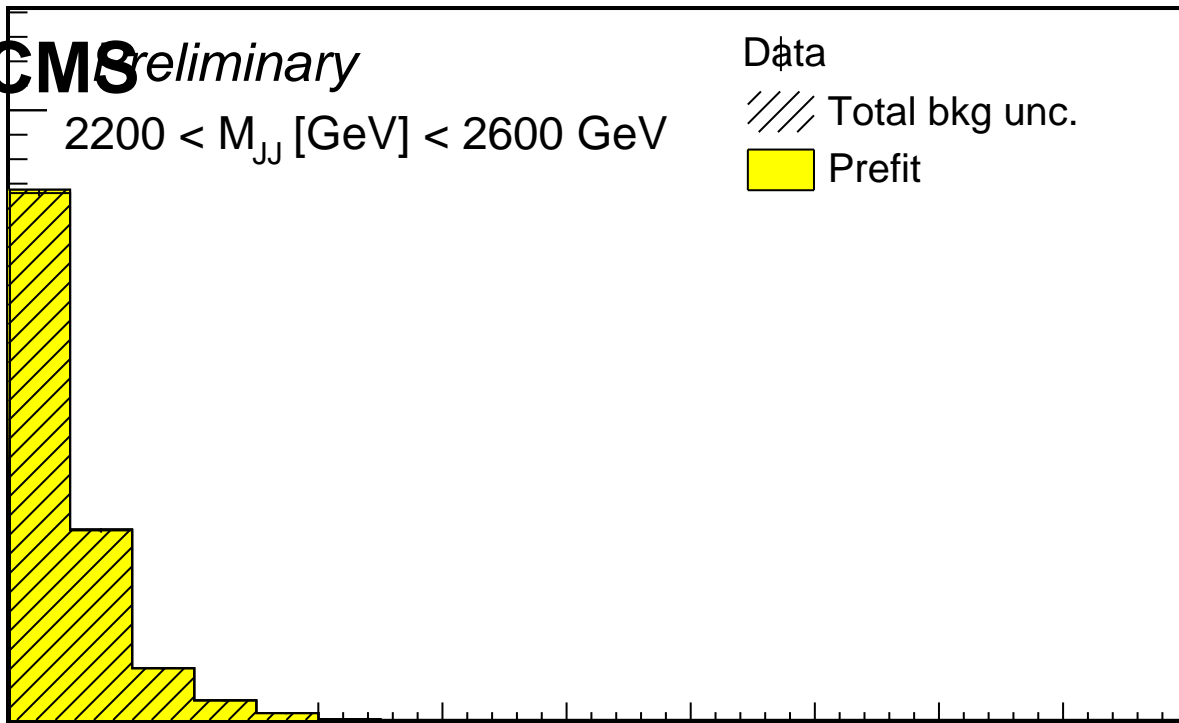 CMS Preliminary
2200 < M_JJ [GeV] < 2600 GeV
Data
Total bkg unc.
Prefit